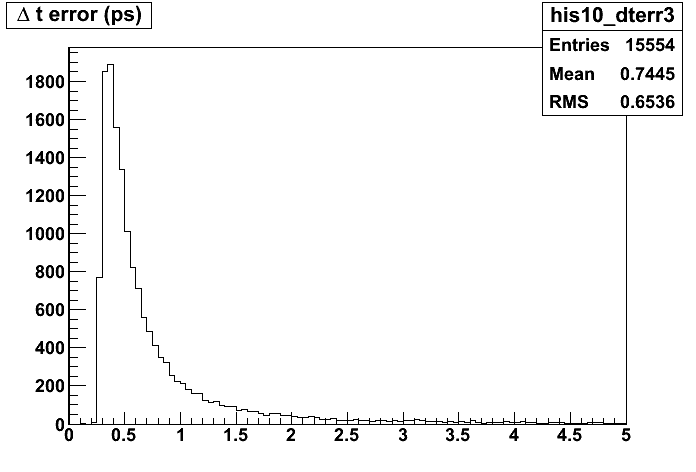 Δ t error (ps)
his10_dterr3
Entries 15554
Mean 0.7445
RMS 0.6536
1800
1600
1400
1200
1000
800
600
400
200
0
0 0.5 1 1.5 2 2.5 3 3.5 4 4.5 5